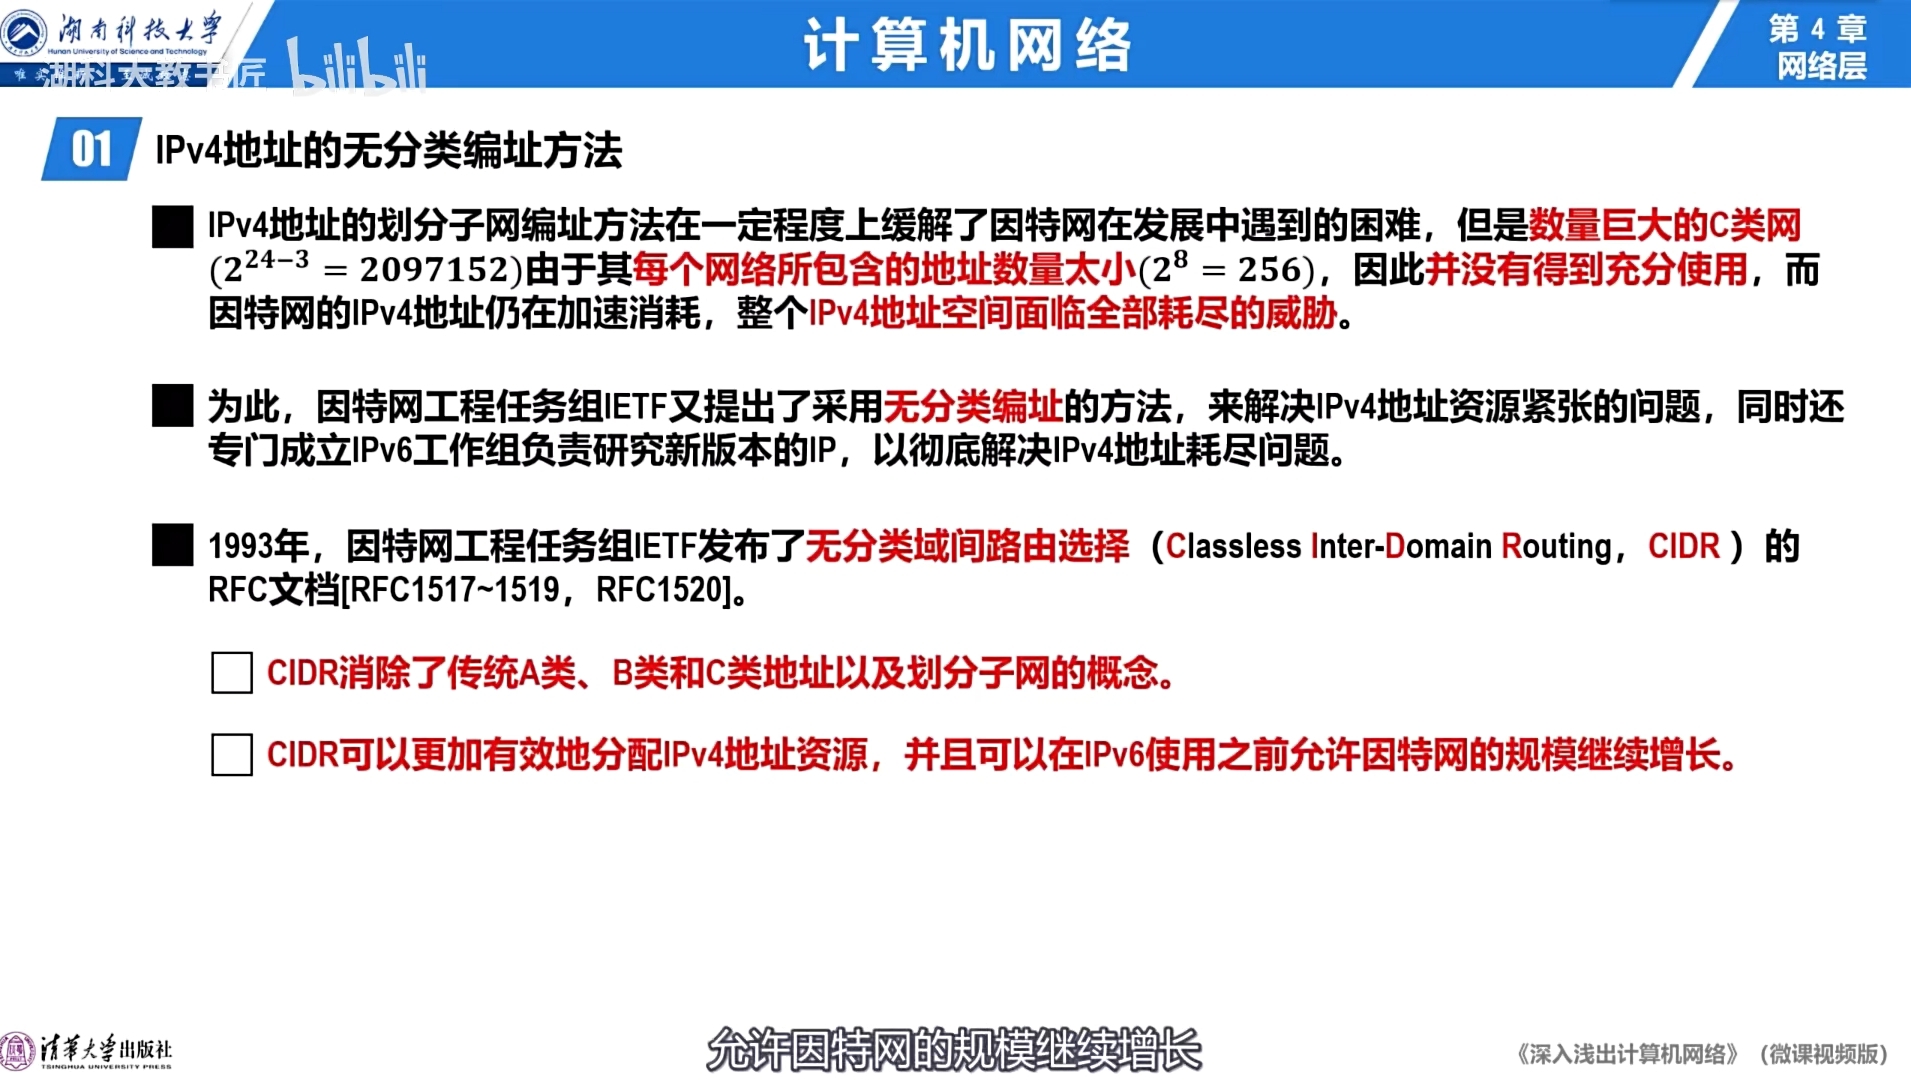 湖南科技大学
Hunan University of Science and Technology
湖科大教书匠 bilibili
计算机网络
第 4 章
网络层
01 IPv4地址的无分类编址方法
IPv4地址的划分子网编址方法在一定程度上缓解了因特网在发展中遇到的困难，但是数量巨大的C类网
(2²⁴⁻³ = 2097152)由于其每个网络所包含的地址数量太小(2⁸ = 256)，因此并没有得到充分使用，而
因特网的IPv4地址仍在加速消耗，整个IPv4地址空间面临全部耗尽的威胁。
为此，因特网工程任务组IETF又提出了采用无分类编址的方法，来解决IPv4地址资源紧张的问题，同时还
专门成立IPv6工作组负责研究新版本的IP，以彻底解决IPv4地址耗尽问题。
1993年，因特网工程任务组IETF发布了无分类域间路由选择（Classless Inter-Domain Routing，CIDR ）的
RFC文档[RFC1517~1519，RFC1520]。
CIDR消除了传统A类、B类和C类地址以及划分子网的概念。
CIDR可以更加有效地分配IPv4地址资源，并且可以在IPv6使用之前允许因特网的规模继续增长。
允许因特网的规模继续增长
清华大学出版社
TSINGHUA UNIVERSITY PRESS
《深入浅出计算机网络》（微课视频版）